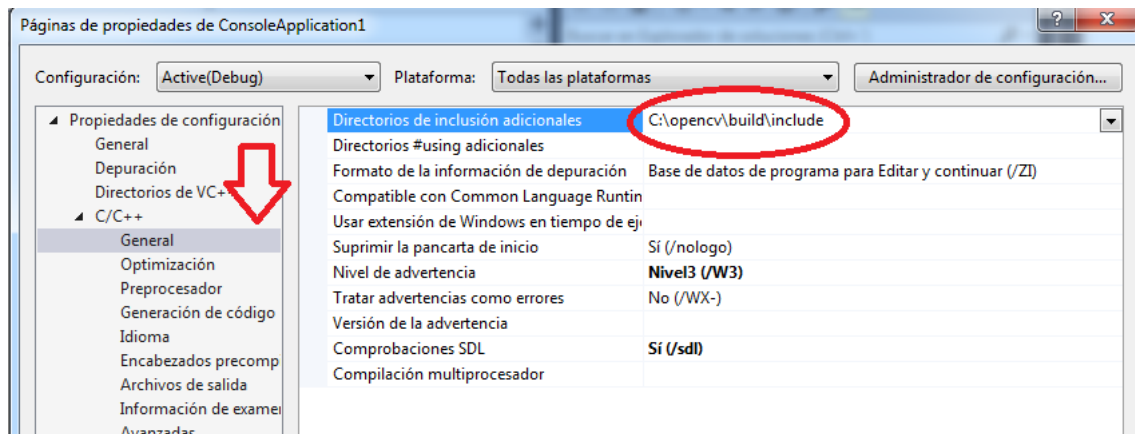 Páginas de propiedades de ConsoleApplication1
Configuración: Active(Debug) Plataforma: Todas las plataformas Administrador de configuración...
Propiedades de configuración
General
Depuración
Directorios de VC+
C/C++
General
Optimización
Preprocesador
Generación de código
Idioma
Encabezados precomp
Archivos de salida
Información de examen
Avanzadas
Directorios de inclusión adicionales C:\opencv\build\include
Directorios #using adicionales
Formato de la información de depuración Base de datos de programa para Editar y continuar (/ZI)
Compatible con Common Language Runtin
Usar extensión de Windows en tiempo de eje
Suprimir la pancarta de inicio Sí (/nologo)
Nivel de advertencia Nivel3 (/W3)
Tratar advertencias como errores No (/WX-)
Versión de la advertencia
Comprobaciones SDL Sí (/sdl)
Compilación multiprocesador